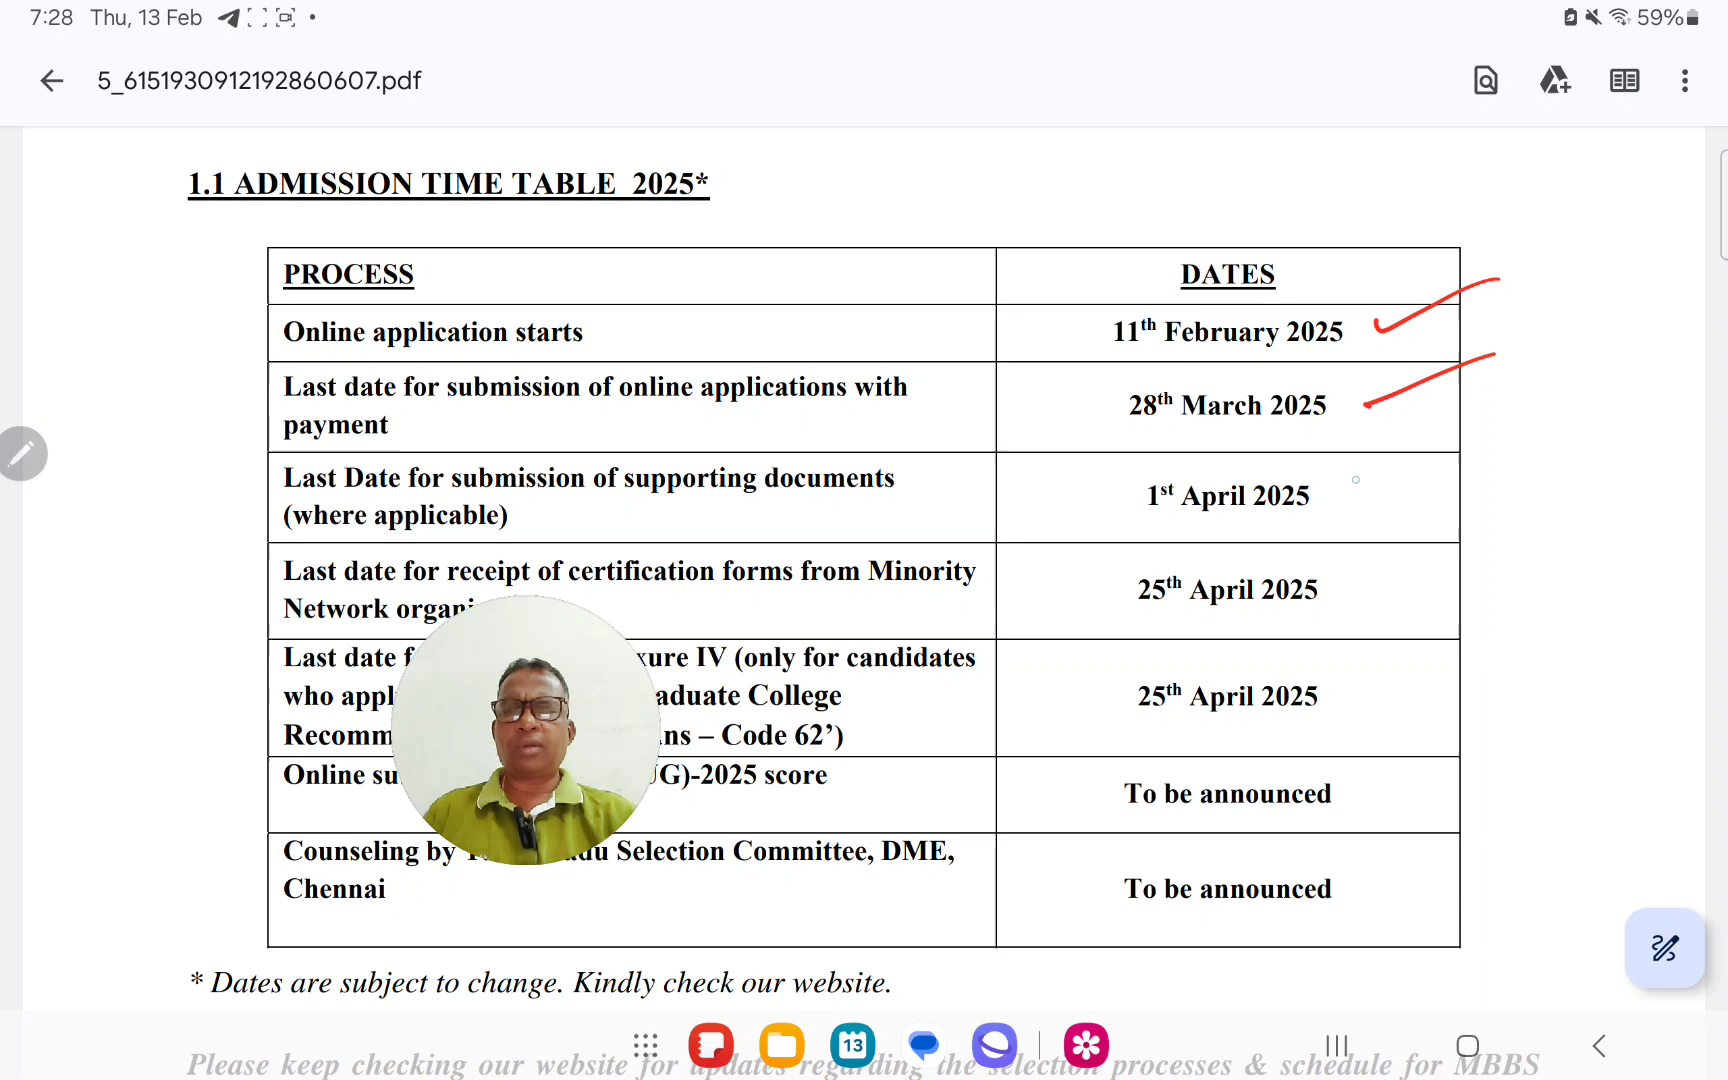 7:28 Thu, 13 Feb 59%
5_6151930912192860607.pdf
1.1 ADMISSION TIME TABLE 2025*
PROCESS DATES
Online application starts 11th February 2025
Last date for submission of online applications with
payment 28th March 2025
Last Date for submission of supporting documents
(where applicable) 1st April 2025
Last date for receipt of certification forms from Minority
Network 25th April 2025
Last date IV (only for candidates
who College
25th April 2025
– Code 62’)
Online -2025 score
To be announced
Counseling by Selection Committee, DME,
Chennai To be announced
* Dates are subject to change. Kindly check our website.
13
Please keep checking our website for updates regarding the selection processes & schedule for MBBS